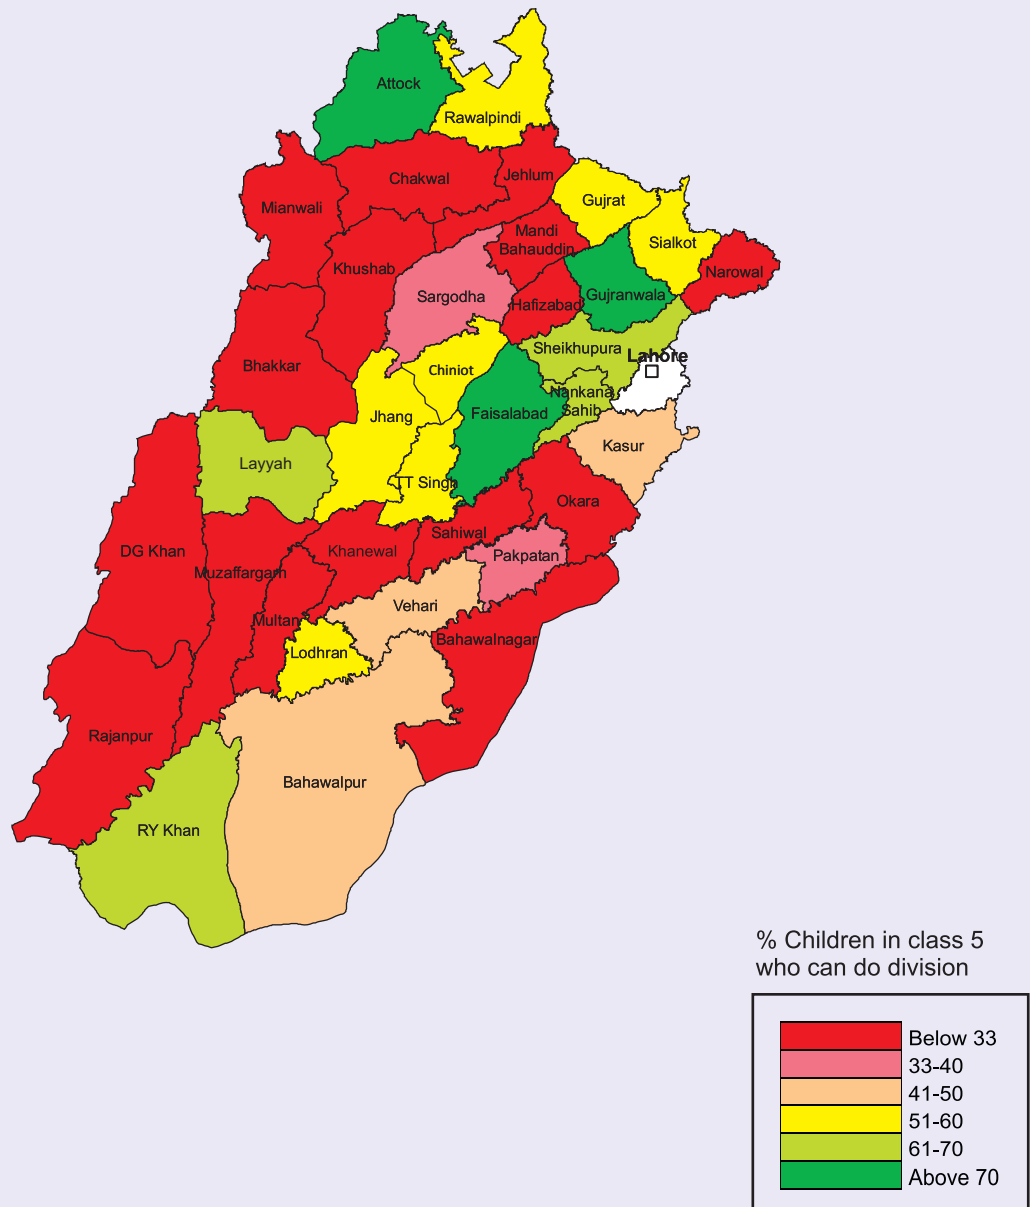 Attock
Rawalpindi
Chakwal
Jehlum
Mianwali
Gujrat
Mandi
Bahauddin
Sialkot
Khushab
Narowal
Sargodha
Gujranwala
Hafizabad
Sheikhupura
Lahore
Bhakkar
Chiniot
Nankana
Sahib
Jhang
Faisalabad
Kasur
Layyah
TT Singh
Okara
Sahiwal
DG Khan
Khanewal
Pakpatan
Muzaffargarh
Vehari
Multan
Bahawalnagar
Lodhran
Rajanpur
Bahawalpur
RY Khan
% Children in class 5
who can do division
Below 33
33-40
41-50
51-60
61-70
Above 70